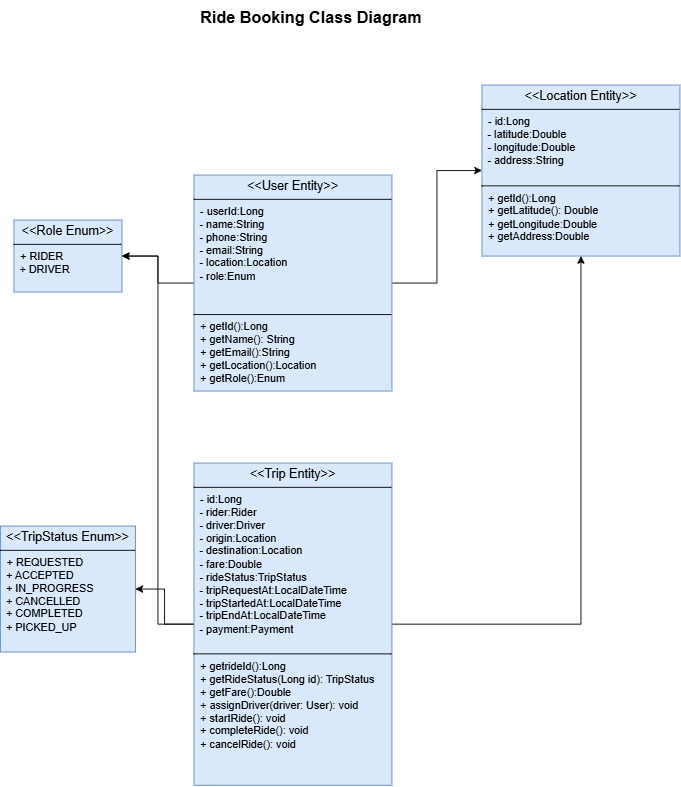 Ride Booking Class Diagram
<<Location Entity>>
- id:Long
- latitude:Double
- longitude:Double
- address:String
+ getId():Long
+ getLatitude(): Double
+ getLongitude:Double
+ getAddress:Double
<<User Entity>>
- userId:Long
- name:String
- phone:String
- email:String
- location:Location
- role:Enum
+ getId():Long
+ getName(): String
+ getEmail():String
+ getLocation():Location
+ getRole():Enum
<<Role Enum>>
+ RIDER
+ DRIVER
<<Trip Entity>>
- id:Long
- rider:Rider
- driver:Driver
- origin:Location
- destination:Location
- fare:Double
- rideStatus:TripStatus
- tripRequestAt:LocalDateTime
- tripStartedAt:LocalDateTime
- tripEndAt:LocalDateTime
- payment:Payment
+ getrideId():Long
+ getRideStatus(Long id): TripStatus
+ getFare():Double
+ assignDriver(driver: User): void
+ startRide(): void
+ completeRide(): void
+ cancelRide(): void
<<TripStatus Enum>>
+ REQUESTED
+ ACCEPTED
+ IN_PROGRESS
+ CANCELLED
+ COMPLETED
+ PICKED_UP